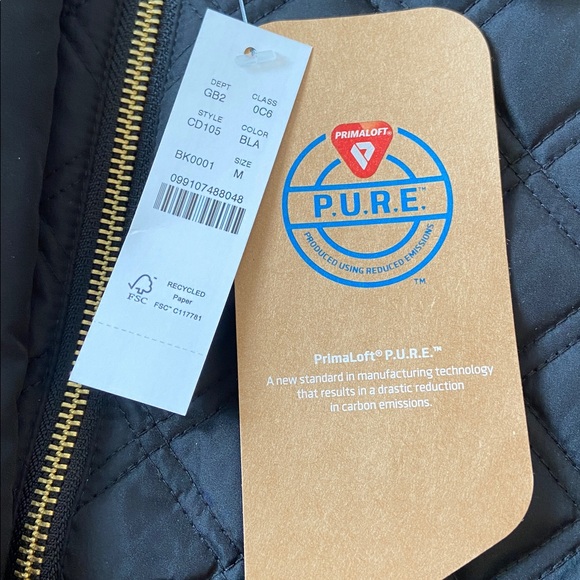 DEPT CLASS
GB2 0C6
STYLE COLOR
CD105 BLA
BK0001 SIZE
M
099107488048
FSC
RECYCLED
Paper
FSC® C117761
PRIMALOFT®
P.U.R.E.™
PRODUCED USING REDUCED EMISSIONS
™
PrimaLoft® P.U.R.E.™
A new standard in manufacturing technology
that results in a drastic reduction
in carbon emissions.